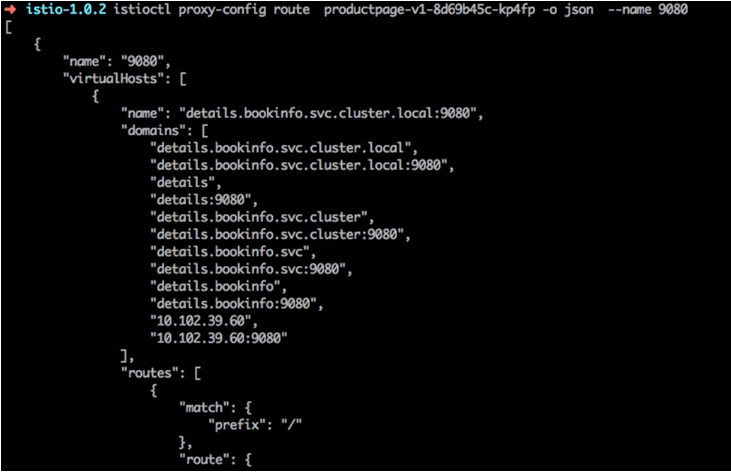 ➜ istio-1.0.2 istioctl proxy-config route productpage-v1-8d69b45c-kp4fp -o json --name 9080
[
{
"name": "9080",
"virtualHosts": [
{
"name": "details.bookinfo.svc.cluster.local:9080",
"domains": [
"details.bookinfo.svc.cluster.local",
"details.bookinfo.svc.cluster.local:9080",
"details",
"details:9080",
"details.bookinfo.svc.cluster",
"details.bookinfo.svc.cluster:9080",
"details.bookinfo.svc",
"details.bookinfo.svc:9080",
"details.bookinfo",
"details.bookinfo:9080",
"10.102.39.60",
"10.102.39.60:9080"
],
"routes": [
{
"match": {
"prefix": "/"
},
"route": {